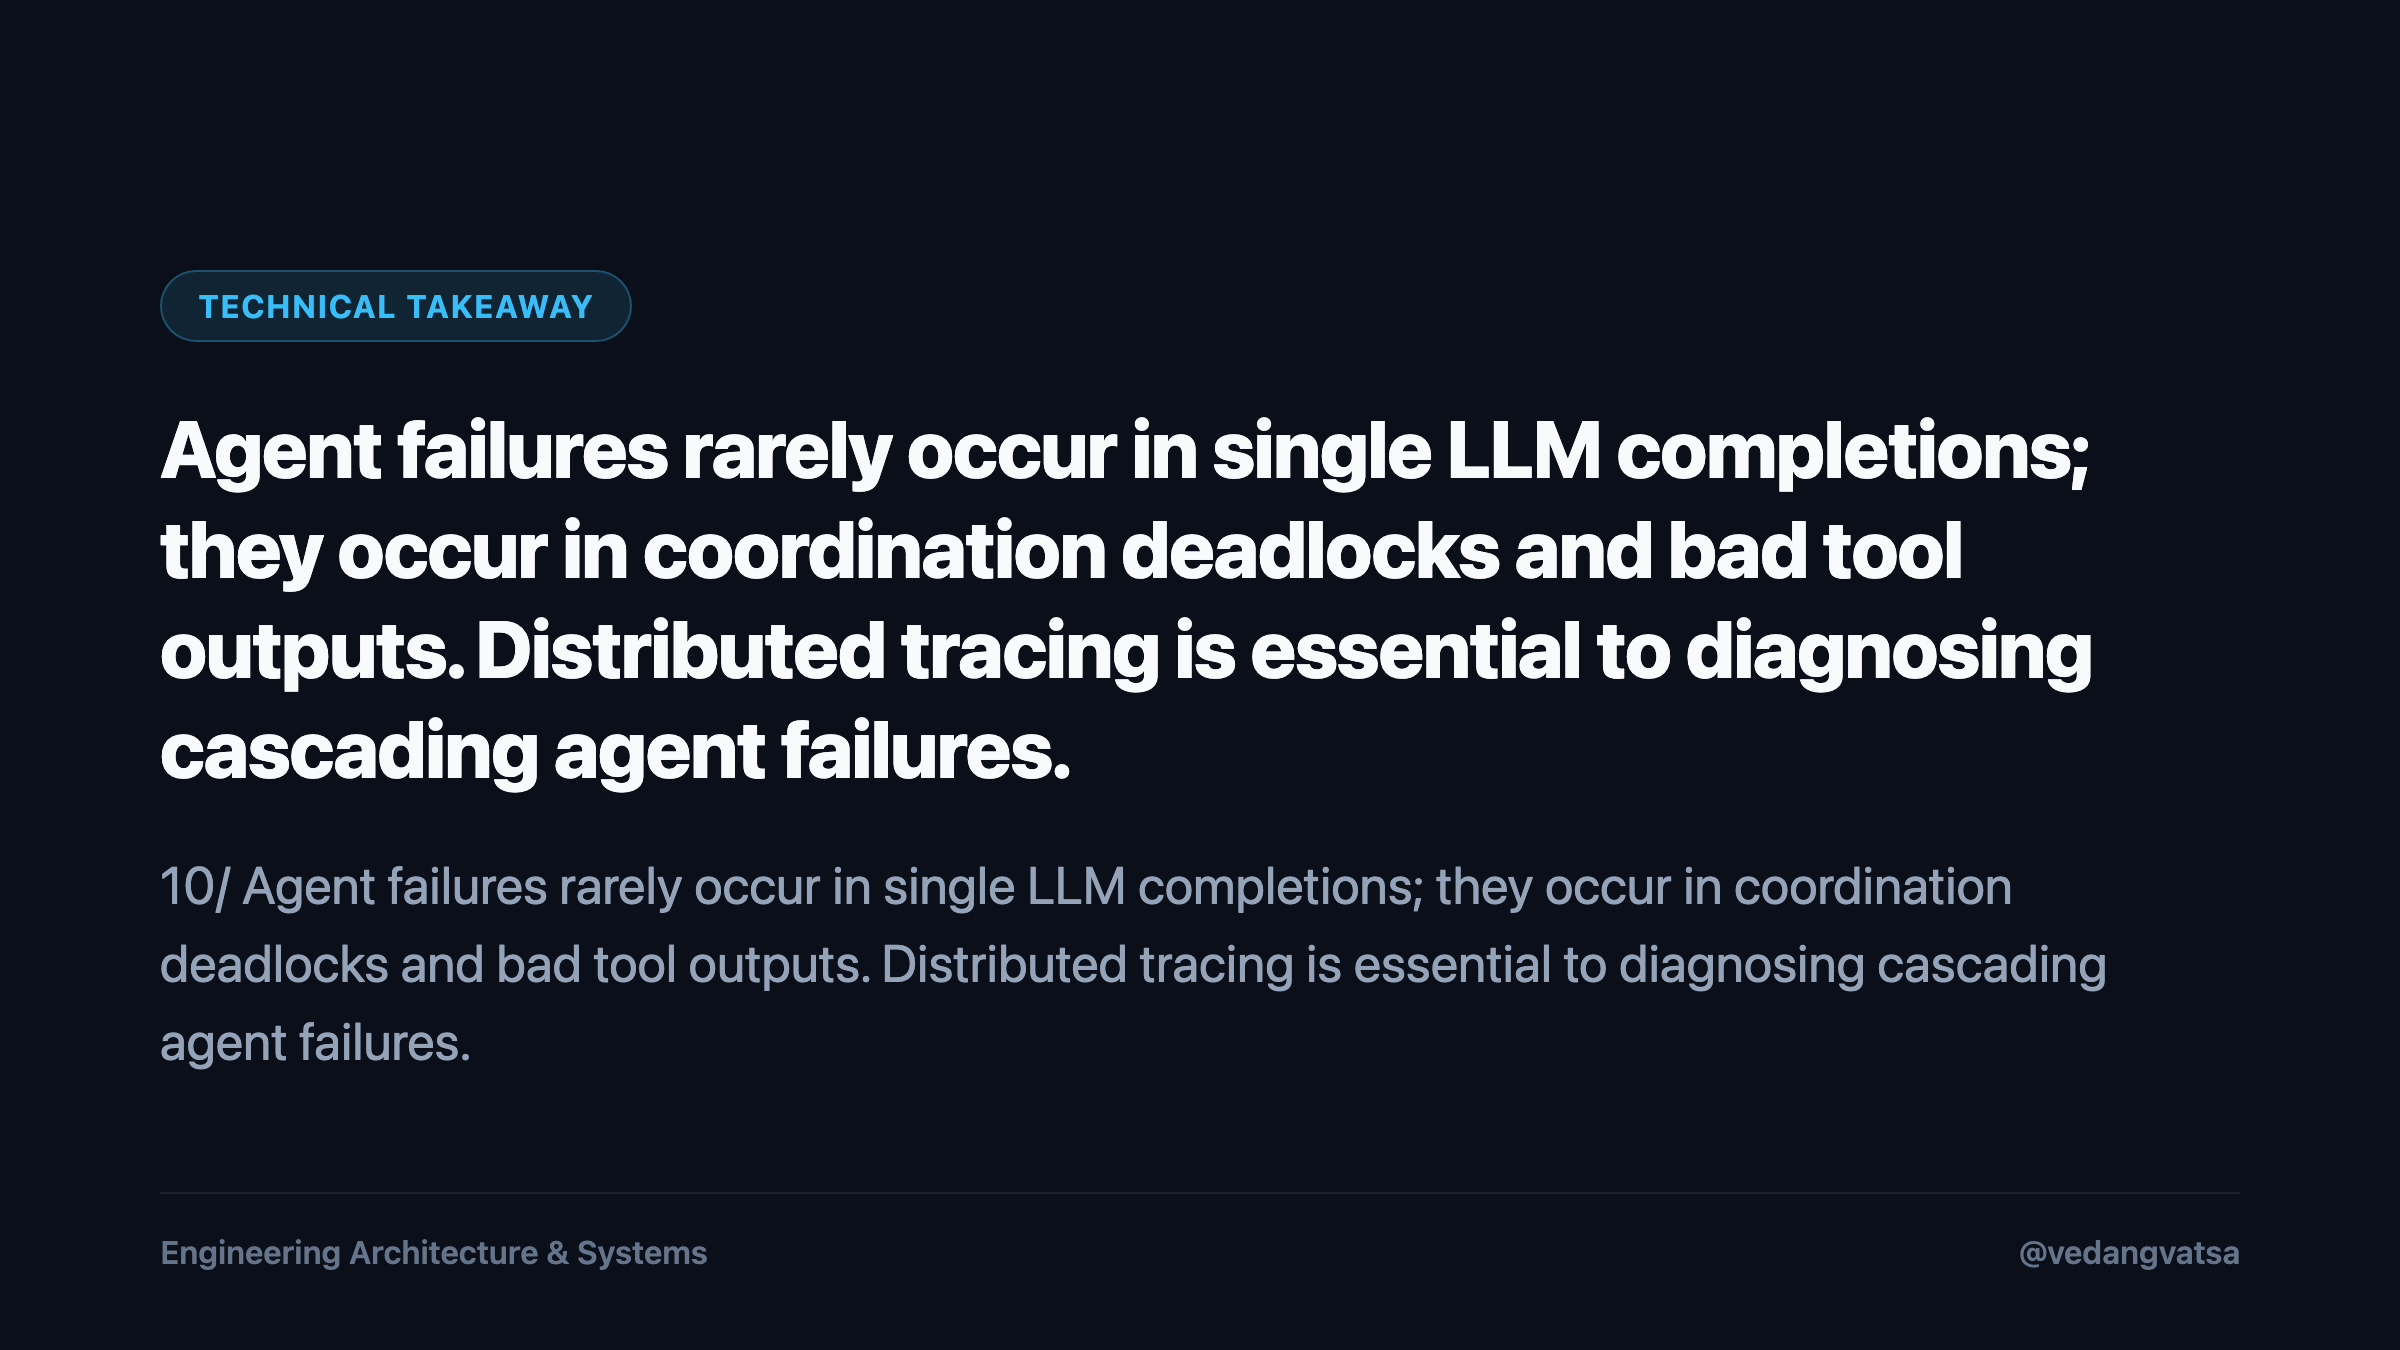 TECHNICAL TAKEAWAY
Agent failures rarely occur in single LLM completions;
they occur in coordination deadlocks and bad tool
outputs. Distributed tracing is essential to diagnosing
cascading agent failures.
10/ Agent failures rarely occur in single LLM completions; they occur in coordination
deadlocks and bad tool outputs. Distributed tracing is essential to diagnosing cascading
agent failures.
Engineering Architecture & Systems
@vedangvatsa